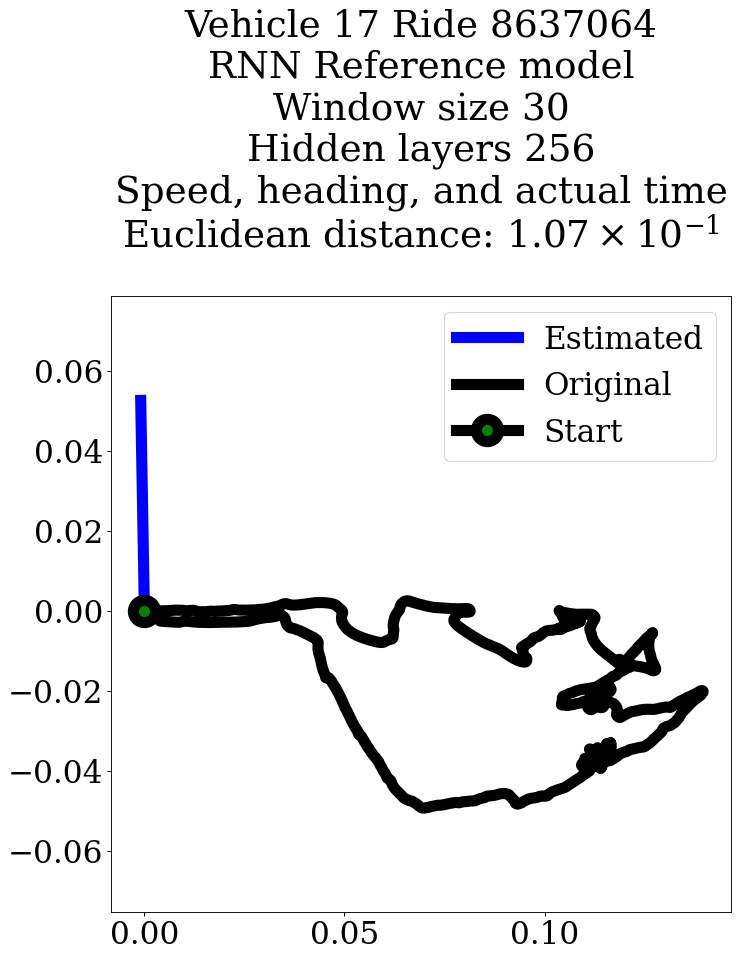 Vehicle 17 Ride 8637064
RNN Reference model
Window size 30
Hidden layers 256
Speed, heading, and actual time
Euclidean distance: 1.07 × 10⁻¹
Estimated
Original
Start
0.06
0.04
0.02
0.00
−0.02
−0.04
−0.06
0.00 0.05 0.10